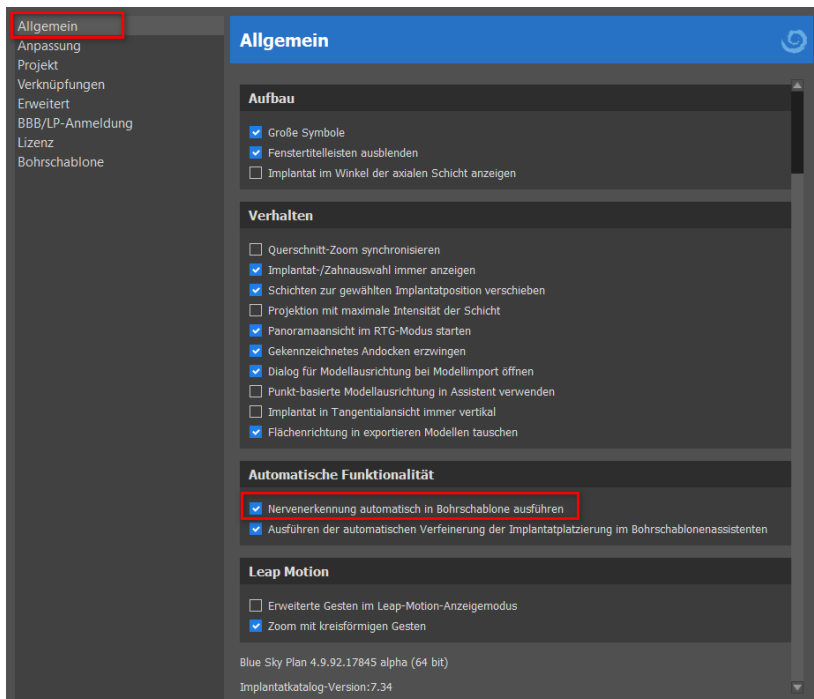 Allgemein
Anpassung
Projekt
Verknüpfungen
Erweitert
BBB/LP-Anmeldung
Lizenz
Bohrschablone
Allgemein
Aufbau
Große Symbole
Fenstertitelleisten ausblenden
Implantat im Winkel der axialen Schicht anzeigen
Verhalten
Querschnitt-Zoom synchronisieren
Implantat-/Zahnauswahl immer anzeigen
Schichten zur gewählten Implantatposition verschieben
Projektion mit maximale Intensität der Schicht
Panoramaansicht im RTG-Modus starten
Gekennzeichnetes Andocken erzwingen
Dialog für Modellausrichtung bei Modellimport öffnen
Punkt-basierte Modellausrichtung in Assistent verwenden
Implantat in Tangentialansicht immer vertikal
Flächenrichtung in exportieren Modellen tauschen
Automatische Funktionalität
Nervenerkennung automatisch in Bohrschablone ausführen
Ausführen der automatischen Verfeinerung der Implantatplatzierung im Bohrschablonenassistenten
Leap Motion
Erweiterte Gesten im Leap-Motion-Anzeigemodus
Zoom mit kreisförmigen Gesten
Blue Sky Plan 4.9.92.17845 alpha (64 bit)
Implantatkatalog-Version:7.34